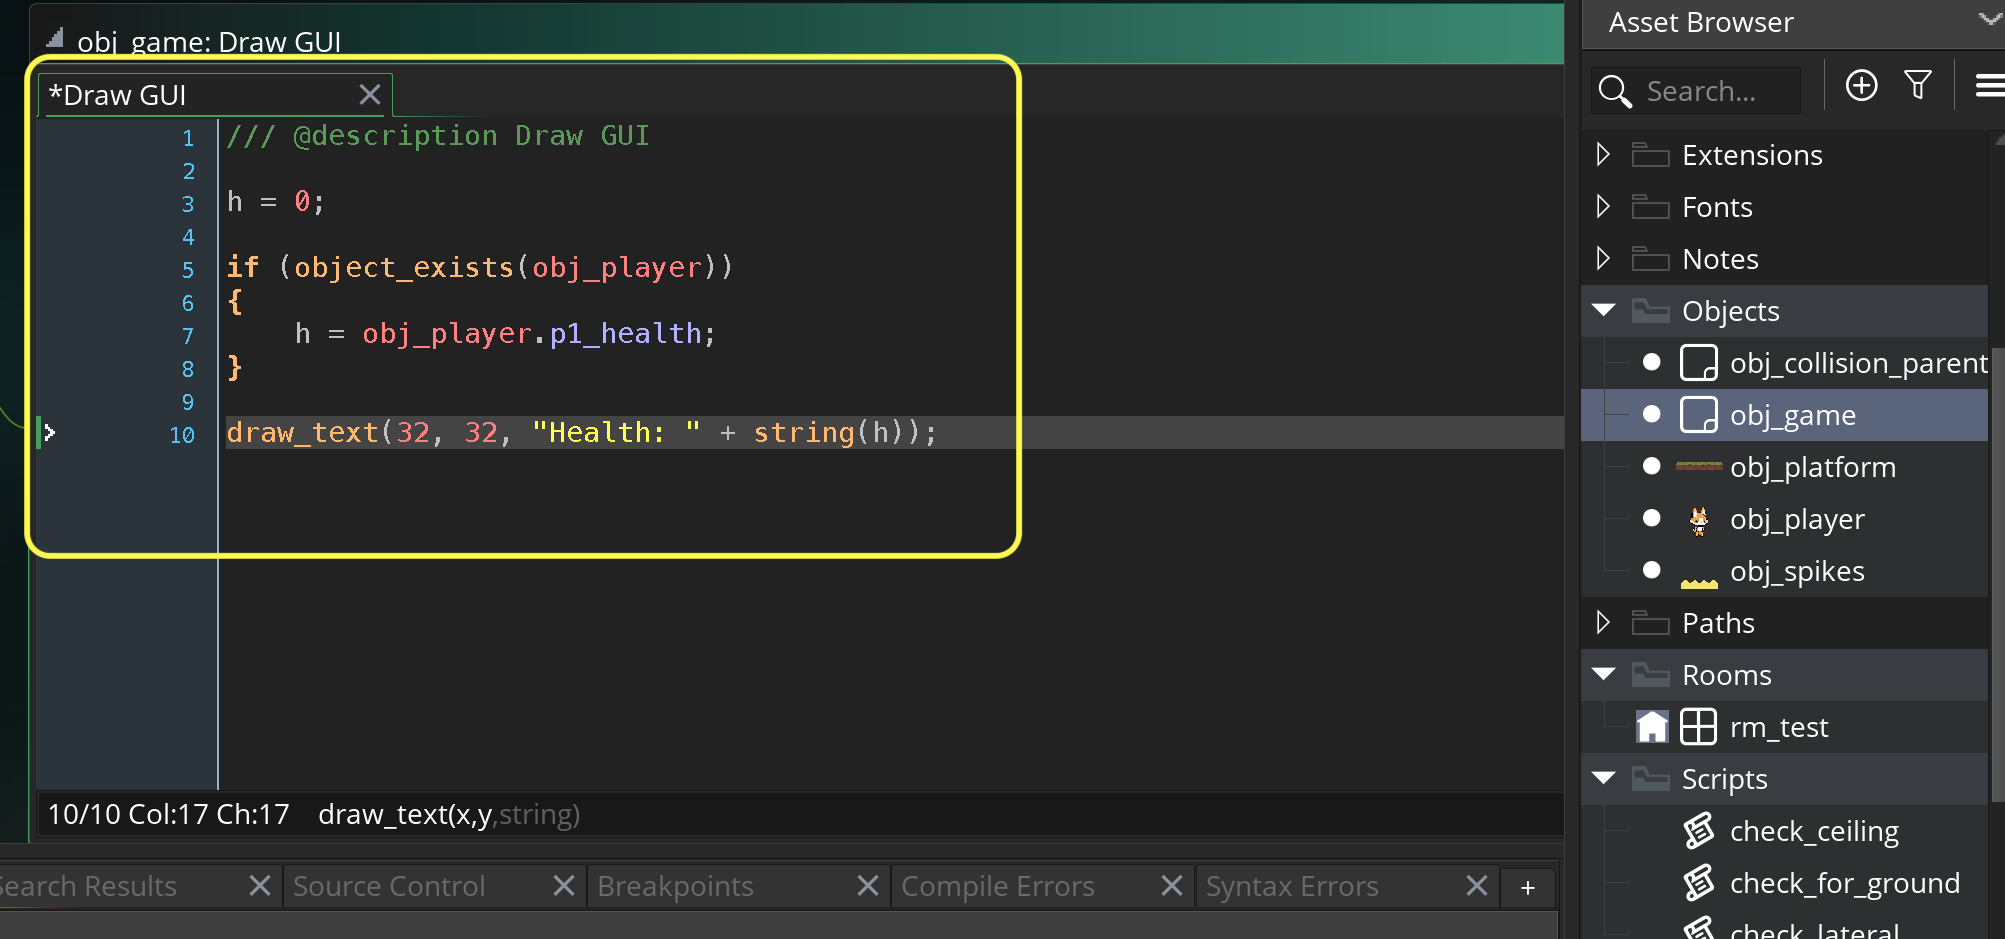 obj_game: Draw GUI
*Draw GUI
1 /// @description Draw GUI
2
3 h = 0;
4
5 if (object_exists(obj_player))
6 {
7     h = obj_player.p1_health;
8 }
9
10 draw_text(32, 32, "Health: " + string(h));
10/10 Col:17 Ch:17 draw_text(x,y,string)
Search Results
Source Control
Breakpoints
Compile Errors
Syntax Errors
+
Asset Browser
Search...
Extensions
Fonts
Notes
Objects
obj_collision_parent
obj_game
obj_platform
obj_player
obj_spikes
Paths
Rooms
rm_test
Scripts
check_ceiling
check_for_ground
check_lateral